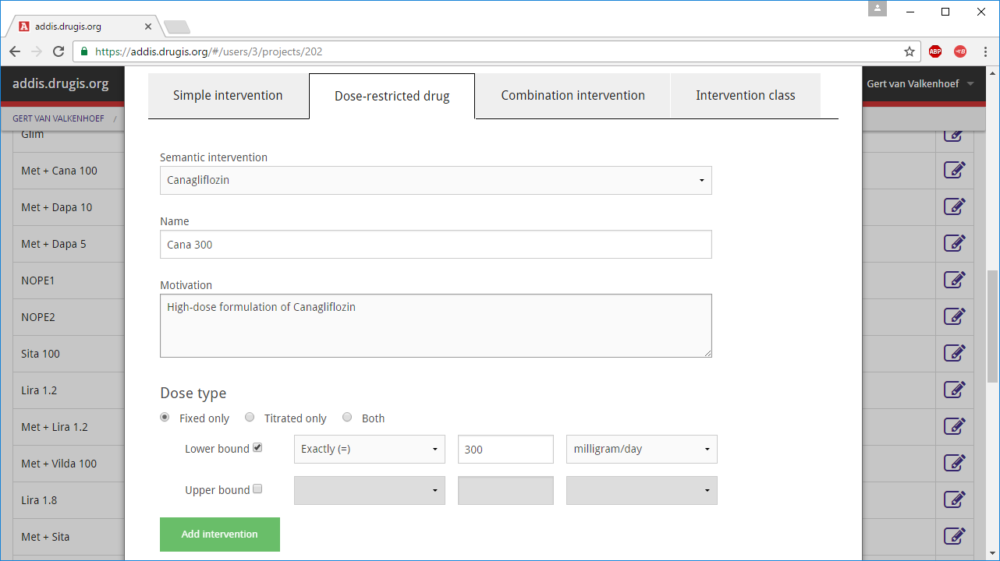 addis.drugis.org
https://addis.drugis.org/#/users/3/projects/202
ABP
addis.drugis.org
Gert van Valkenhoef
GERT VAN VALKENHOEF /
Simple intervention
Dose-restricted drug
Combination intervention
Intervention class
Glim
Met + Cana 100
Met + Dapa 10
Met + Dapa 5
NOPE1
NOPE2
Sita 100
Lira 1.2
Met + Lira 1.2
Met + Vilda 100
Lira 1.8
Met + Sita
Semantic intervention
Canagliflozin
Name
Cana 300
Motivation
High-dose formulation of Canagliflozin
Dose type
Fixed only Titrated only Both
Lower bound Exactly (=) 300 milligram/day
Upper bound
Add intervention